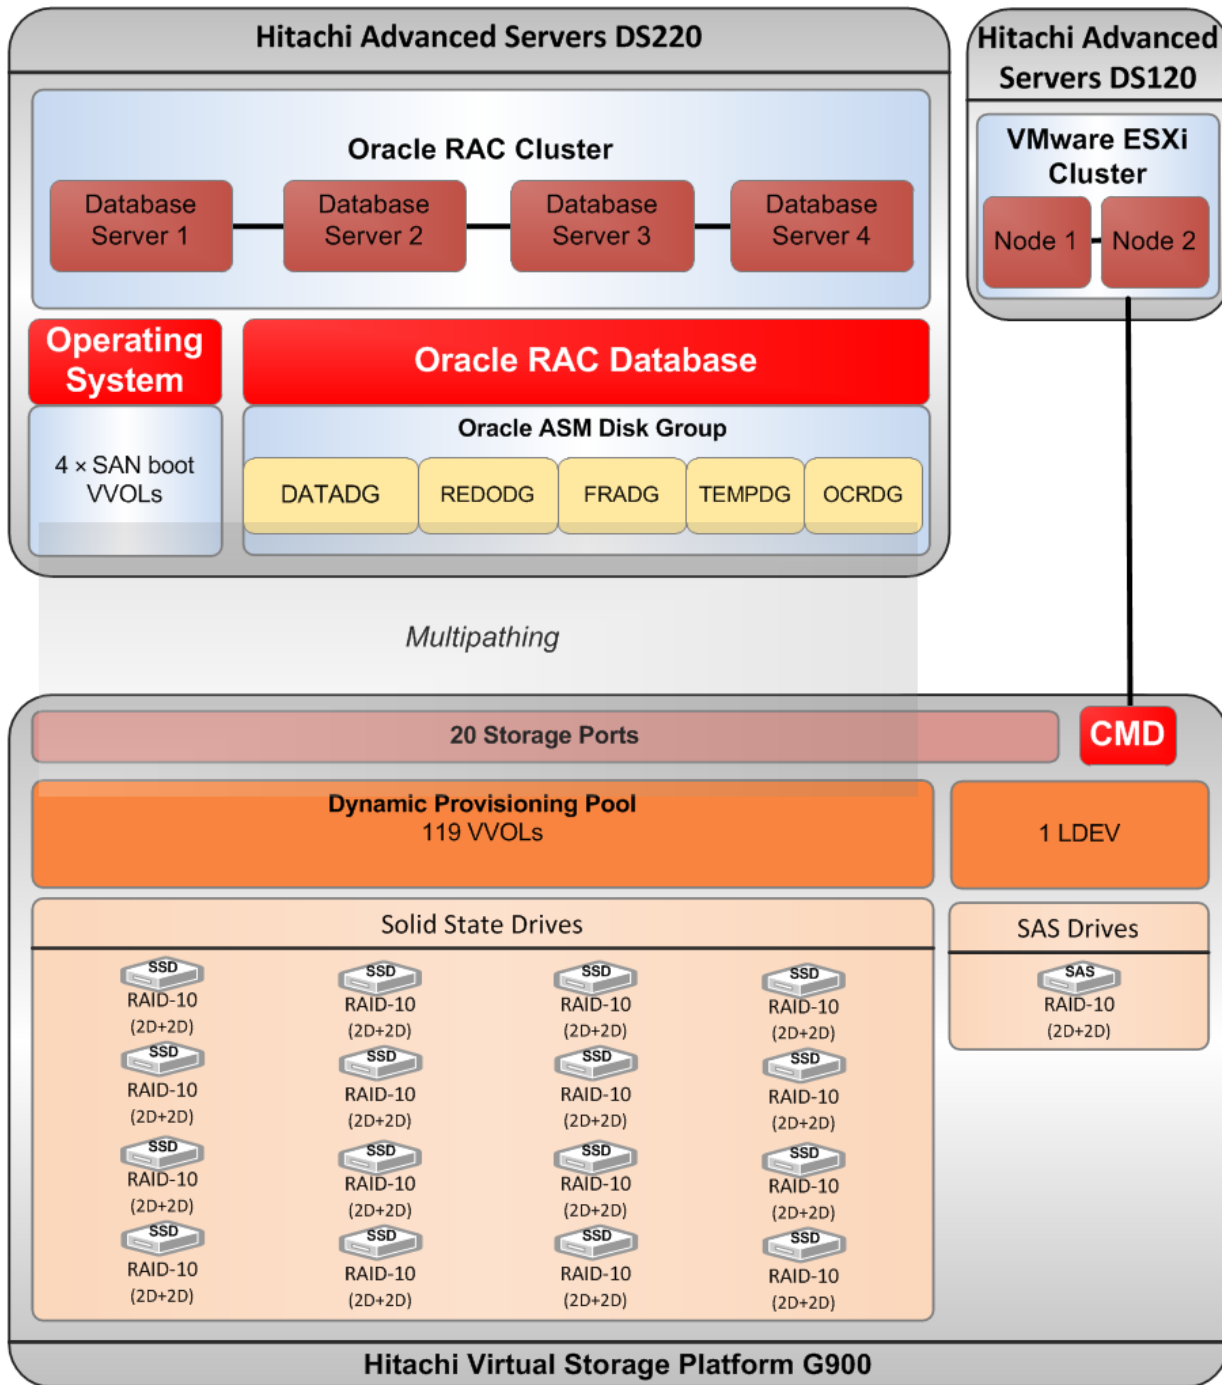 Hitachi Advanced Servers DS220
Oracle RAC Cluster
Database
Server 1
Database
Server 2
Database
Server 3
Database
Server 4
Hitachi Advanced
Servers DS120
VMware ESXi
Cluster
Node 1
Node 2
Operating
System
4 × SAN boot
VVOLs
Oracle RAC Database
Oracle ASM Disk Group
DATADG
REDODG
FRADG
TEMPDG
OCRDG
Multipathing
20 Storage Ports
CMD
Dynamic Provisioning Pool
119 VVOLs
1 LDEV
Solid State Drives
SSD
RAID-10
(2D+2D)
SSD
RAID-10
(2D+2D)
SSD
RAID-10
(2D+2D)
SSD
RAID-10
(2D+2D)
SSD
RAID-10
(2D+2D)
SSD
RAID-10
(2D+2D)
SSD
RAID-10
(2D+2D)
SSD
RAID-10
(2D+2D)
SSD
RAID-10
(2D+2D)
SSD
RAID-10
(2D+2D)
SSD
RAID-10
(2D+2D)
SSD
RAID-10
(2D+2D)
SSD
RAID-10
(2D+2D)
SSD
RAID-10
(2D+2D)
SSD
RAID-10
(2D+2D)
SSD
RAID-10
(2D+2D)
SAS Drives
SAS
RAID-10
(2D+2D)
Hitachi Virtual Storage Platform G900